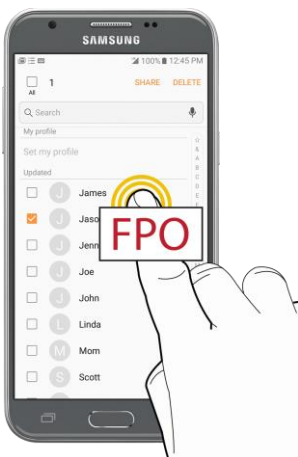 SAMSUNG
100% 12:45 PM
1 SHARE DELETE
All
Search
My profile
Set my profile
Updated
J James
J Jaso
FPO
J Jenn
J Joe
J John
L Linda
M Mom
S Scott